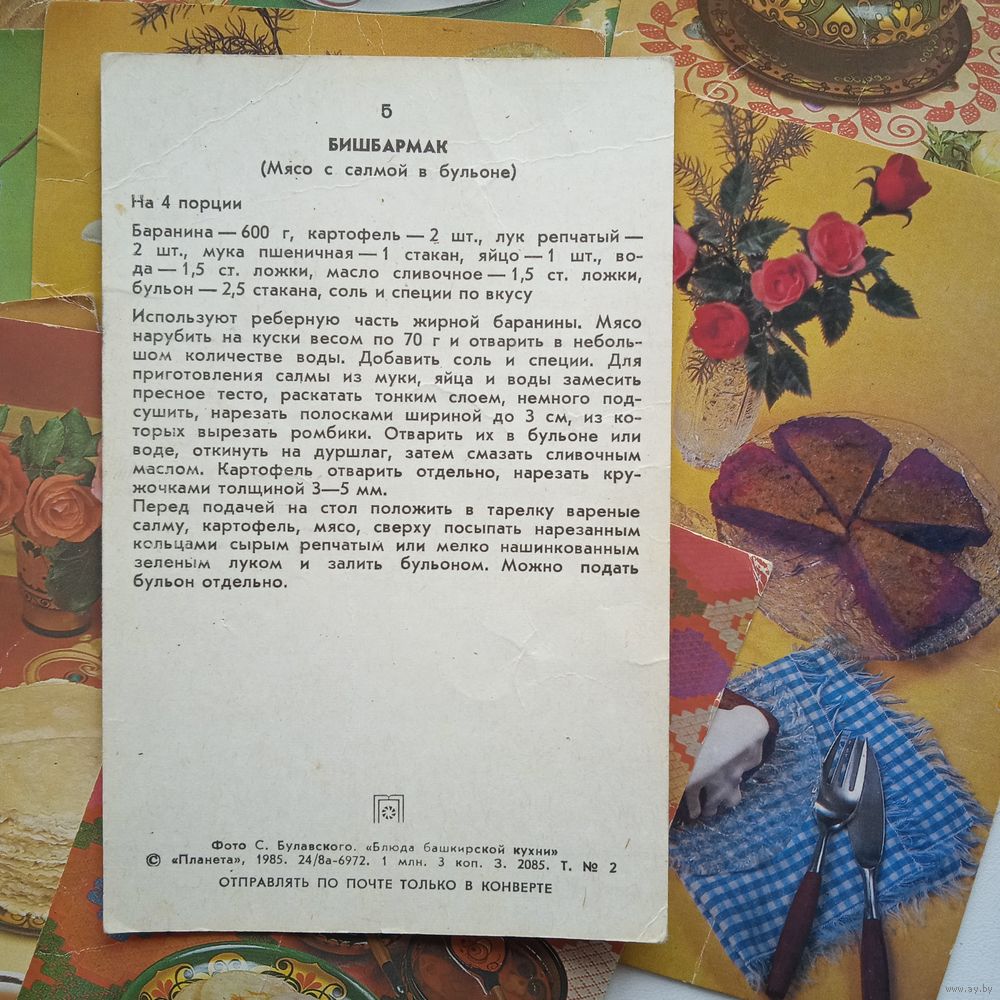 5
БИШБАРМАК
(Мясо с салмой в бульоне)
На 4 порции
Баранина — 600 г, картофель — 2 шт., лук репчатый —
2 шт., мука пшеничная — 1 стакан, яйцо — 1 шт., во-
да — 1,5 ст. ложки, масло сливочное — 1,5 ст. ложки,
бульон — 2,5 стакана, соль и специи по вкусу
Используют реберную часть жирной баранины. Мясо
нарубить на куски весом по 70 г и отварить в неболь-
шом количестве воды. Добавить соль и специи. Для
приготовления салмы из муки, яйца и воды замесить
пресное тесто, раскатать тонким слоем, немного под-
сушить, нарезать полосками шириной до 3 см, из ко-
торых вырезать ромбики. Отварить их в бульоне или
воде, откинуть на дуршлаг, затем смазать сливочным
маслом. Картофель отварить отдельно, нарезать кру-
жочками толщиной 3—5 мм.
Перед подачей на стол положить в тарелку вареные
салму, картофель, мясо, сверху посыпать нарезанным
кольцами сырым репчатым или мелко нашинкованным
зеленым луком и залить бульоном. Можно подать
бульон отдельно.
Фото С. Булавского. «Блюда башкирской кухни»
© «Планета», 1985. 24/8а-6972. 1 млн. 3 коп. З. 2085. Т. № 2
ОТПРАВЛЯТЬ ПО ПОЧТЕ ТОЛЬКО В КОНВЕРТЕ
www.ay.by